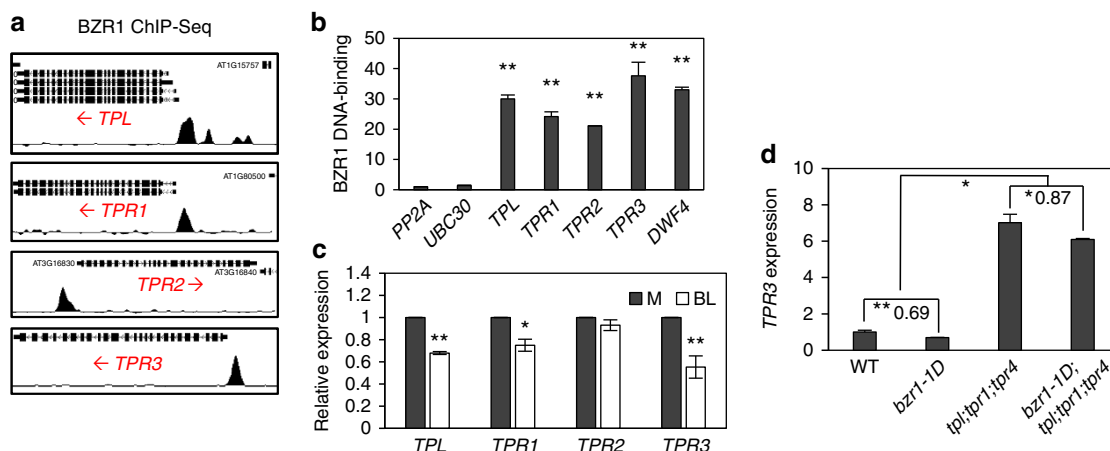 a
BZR1 ChIP-Seq
AT1G15757
← TPL
AT1G80500
← TPR1
AT3G16830
AT3G16840
TPR2 →
← TPR3
b
BZR1 DNA-binding
50
40
30
20
10
0
** ** ** ** **
PP2A UBC30 TPL TPR1 TPR2 TPR3 DWF4
c
Relative expression
1.4
1.2
1
0.8
0.6
0.4
0.2
0
M BL
** * **
TPL TPR1 TPR2 TPR3
d
TPR3 expression
10
8
6
4
2
0
*
* 0.87
** 0.69
WT
bzr1-1D
tpl;tpr1;tpr4
bzr1-1D;
tpl;tpr1;tpr4